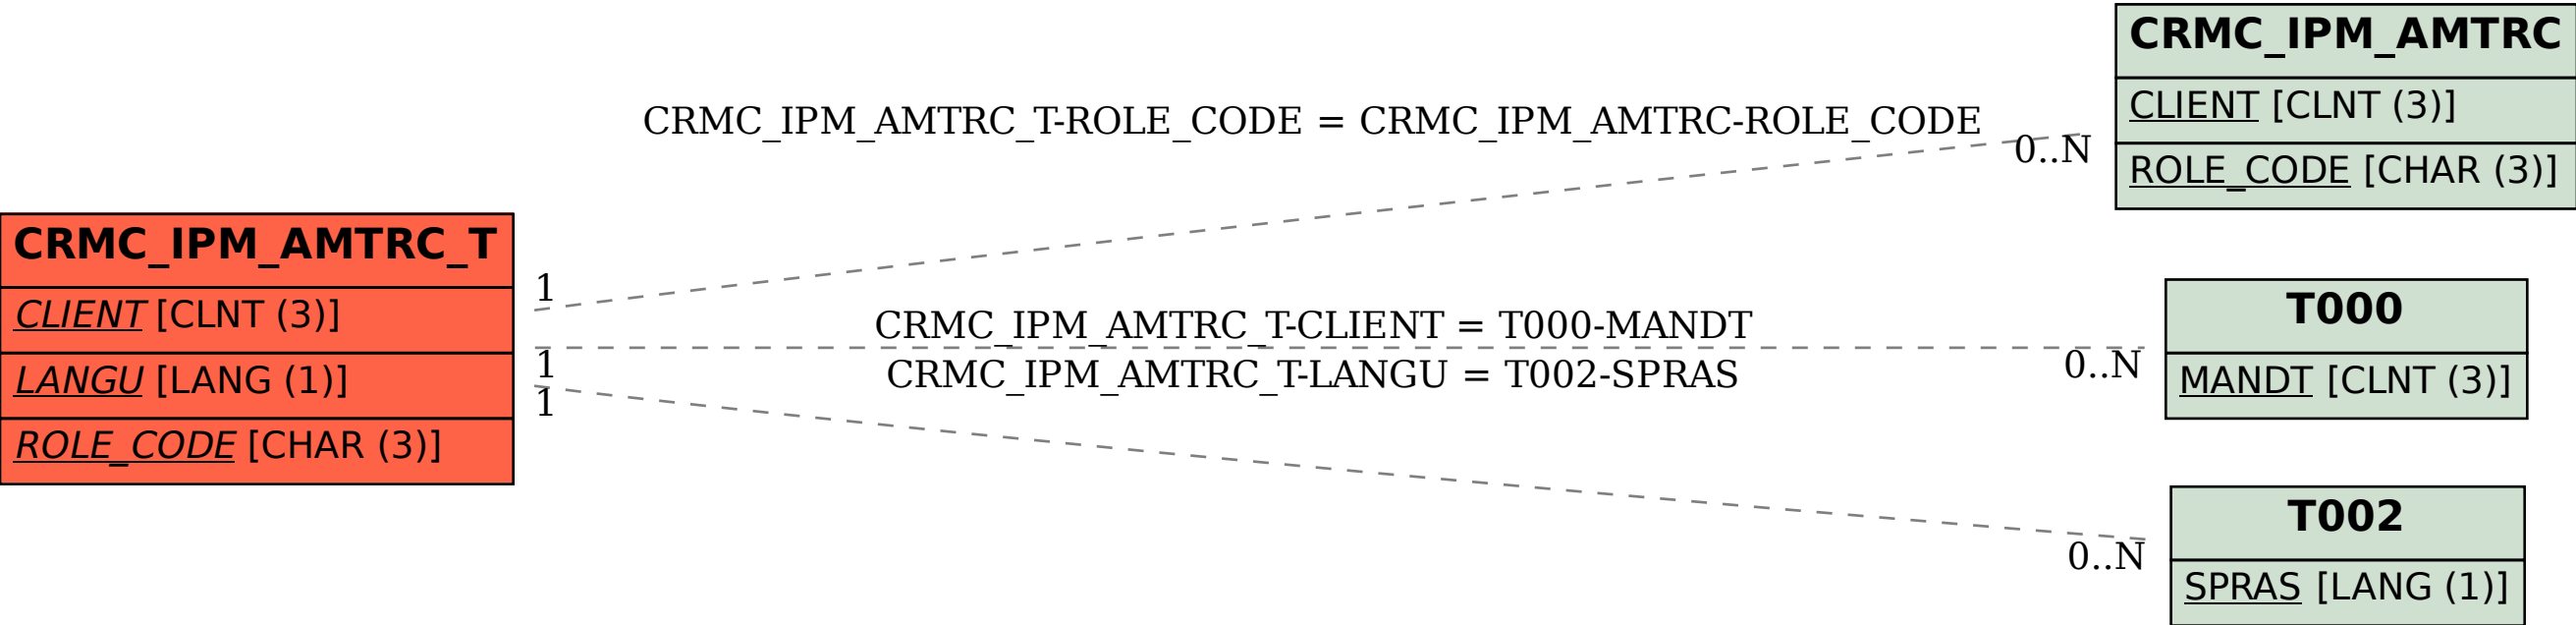 CRMC_IPM_AMTRC
CLIENT [CLNT (3)]
ROLE_CODE [CHAR (3)]
CRMC_IPM_AMTRC_T-ROLE_CODE = CRMC_IPM_AMTRC-ROLE_CODE
0..N
CRMC_IPM_AMTRC_T
CLIENT [CLNT (3)]
LANGU [LANG (1)]
ROLE_CODE [CHAR (3)]
1
CRMC_IPM_AMTRC_T-CLIENT = T000-MANDT
1
0..N
CRMC_IPM_AMTRC_T-LANGU = T002-SPRAS
1
T000
MANDT [CLNT (3)]
0..N
T002
SPRAS [LANG (1)]